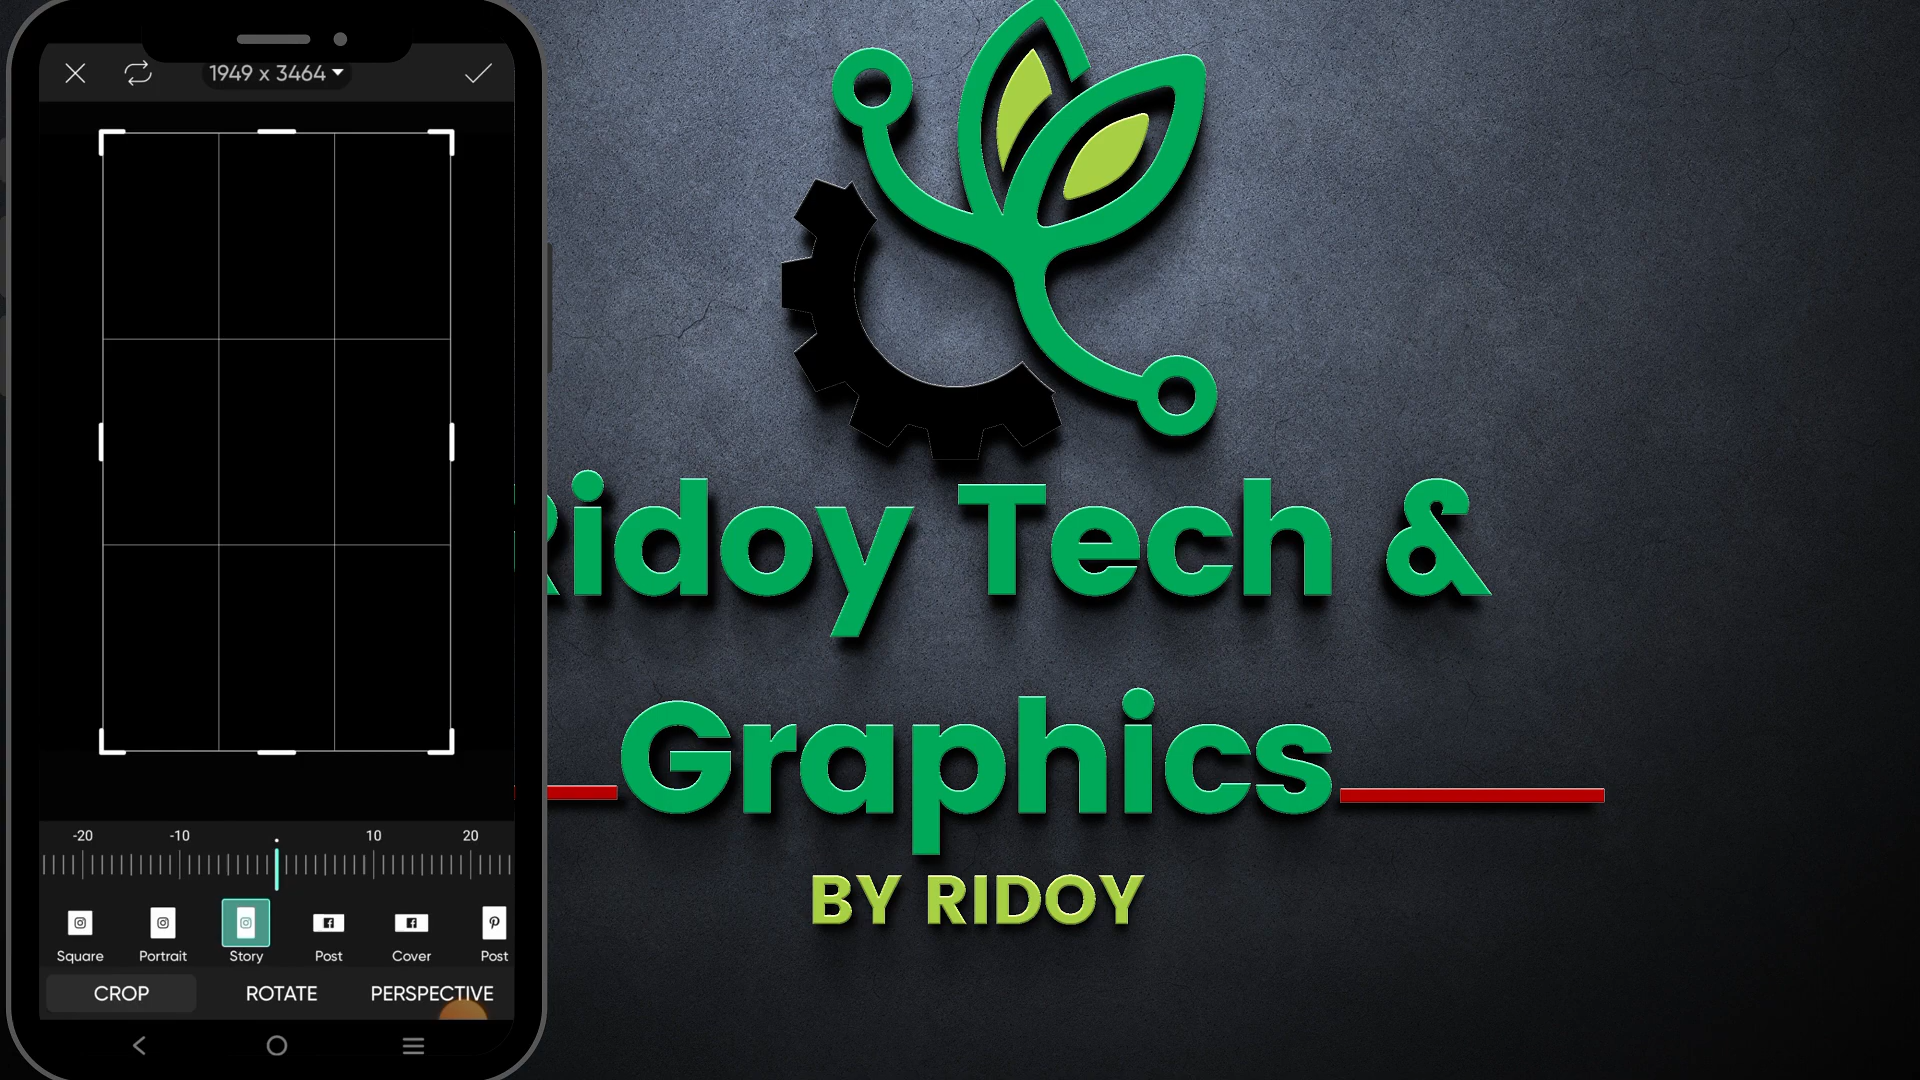 1949 x 3464
-20 -10 10 20
Square Portrait Story Post Cover Post
CROP ROTATE PERSPECTIVE
idoy Tech &
Graphics
BY RIDOY